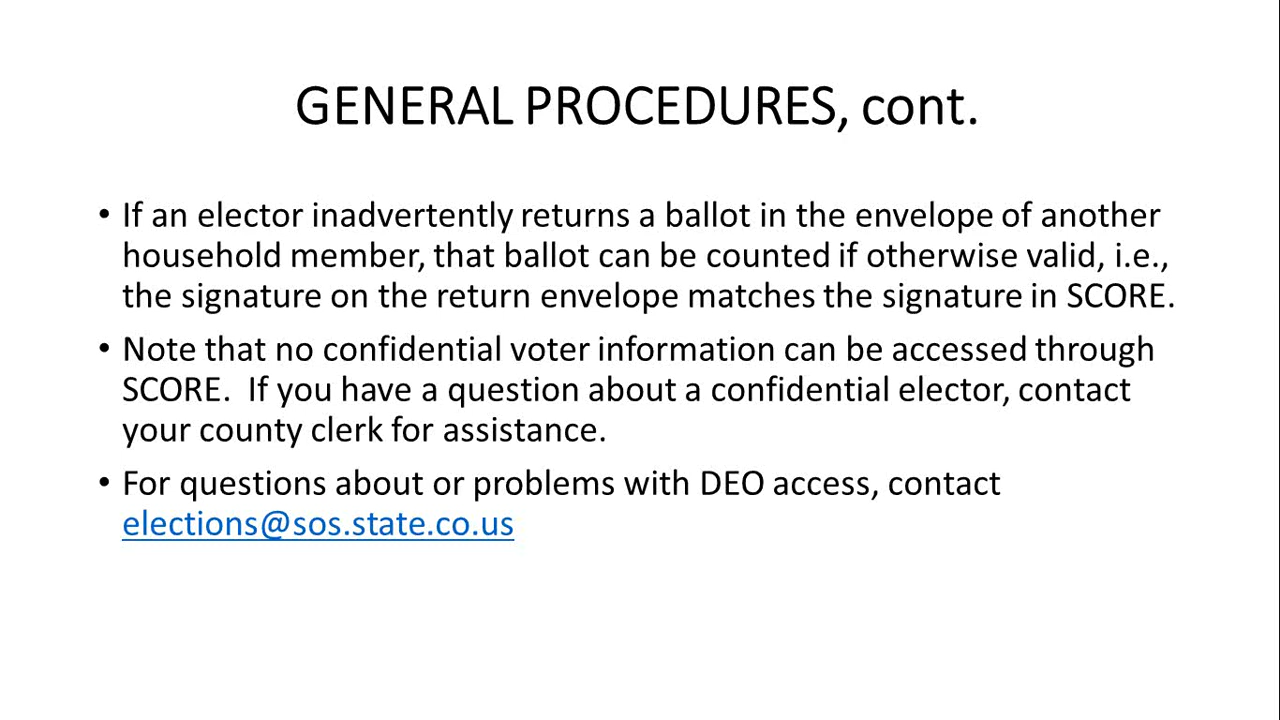 GENERAL PROCEDURES, cont.
• If an elector inadvertently returns a ballot in the envelope of another
household member, that ballot can be counted if otherwise valid, i.e.,
the signature on the return envelope matches the signature in SCORE.
• Note that no confidential voter information can be accessed through
SCORE.  If you have a question about a confidential elector, contact
your county clerk for assistance.
• For questions about or problems with DEO access, contact
elections@sos.state.co.us